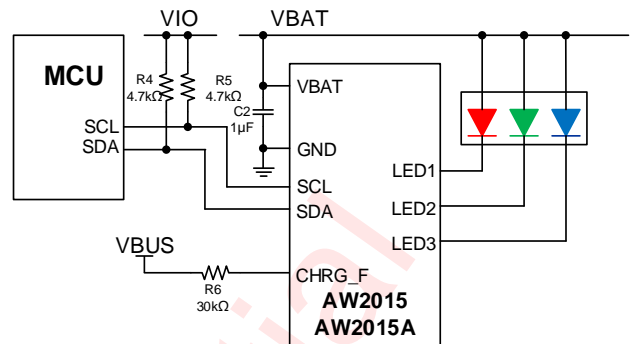 VIO
VBAT
MCU
R4
4.7kΩ
R5
4.7kΩ
C2
1µF
VBAT
GND
SCL
SDA
SCL
SDA
LED1
LED2
LED3
VBUS
R6
30kΩ
CHRG_F
AW2015
AW2015A